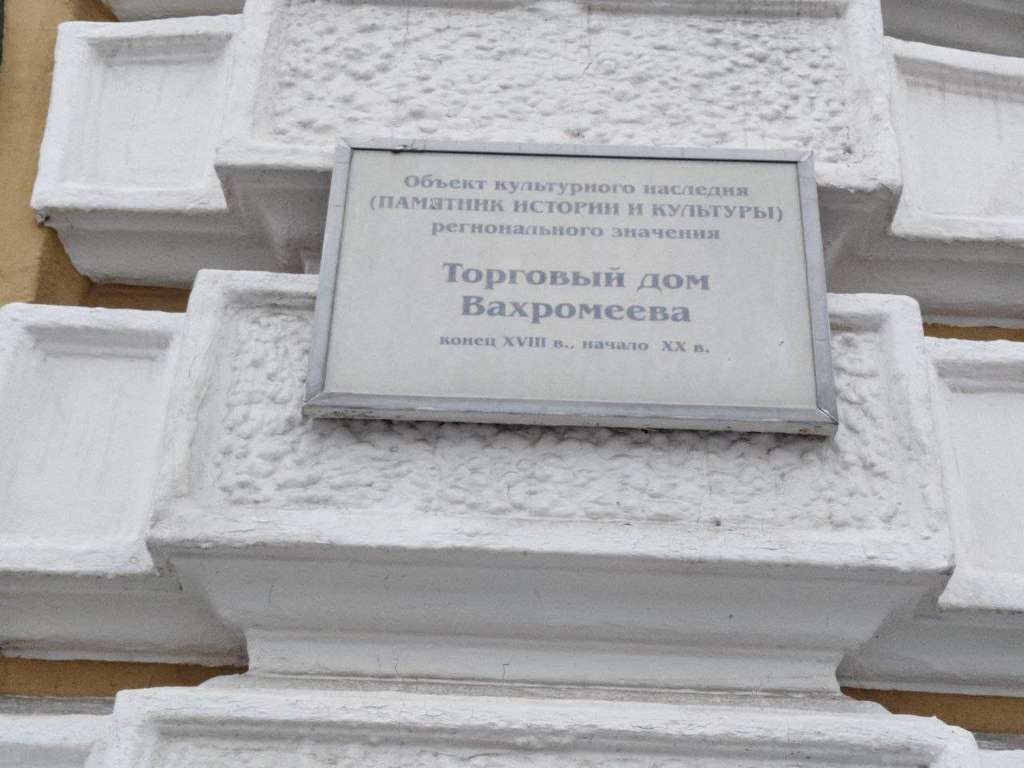 Объект культурного наследия
(ПАМЯТНИК ИСТОРИИ И КУЛЬТУРЫ)
регионального значения
Торговый дом
Вахромеева
конец XVIII в., начало XX в.